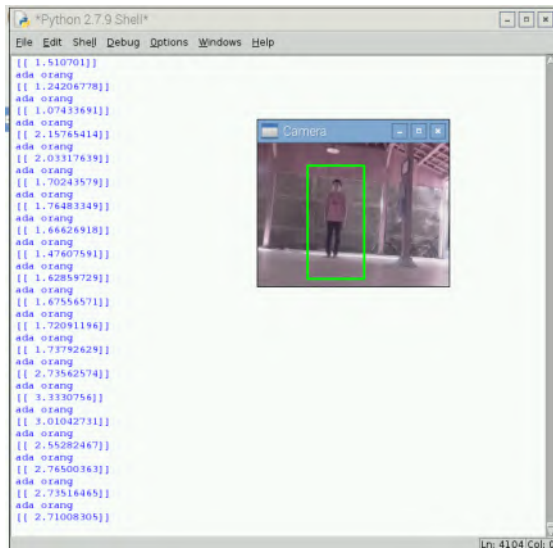 *Python 2.7.9 Shell*
File Edit Shell Debug Options Windows Help
[[ 1.510701]]
ada orang
[[ 1.24206778]]
ada orang
[[ 1.07433691]]
ada orang
[[ 2.15765414]]
ada orang
[[ 2.03317639]]
ada orang
[[ 1.70243579]]
ada orang
[[ 1.76483349]]
ada orang
[[ 1.66626918]]
ada orang
[[ 1.47607591]]
ada orang
[[ 1.62859729]]
ada orang
[[ 1.67556571]]
ada orang
[[ 1.72091196]]
ada orang
[[ 1.73792629]]
ada orang
[[ 2.73562574]]
ada orang
[[ 3.3330756]]
ada orang
[[ 3.01042731]]
ada orang
[[ 2.55282467]]
ada orang
[[ 2.76500363]]
ada orang
[[ 2.73516465]]
ada orang
[[ 2.71008305]]
Camera
Ln: 4104 Col: